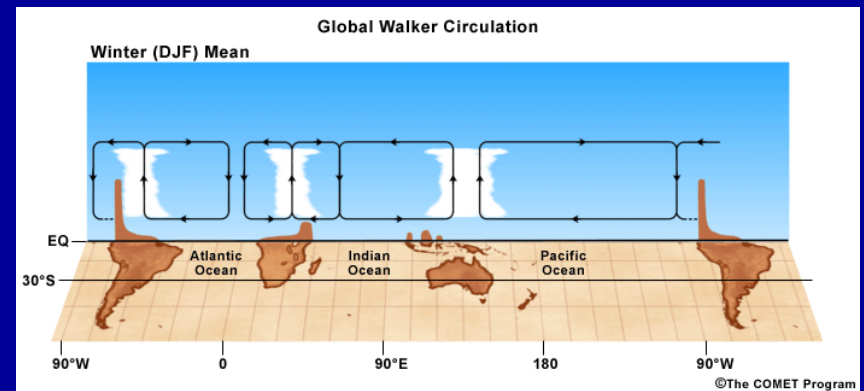 Global Walker Circulation
Winter (DJF) Mean
EQ
Atlantic
Ocean
Indian
Ocean
Pacific
Ocean
30°S
90°W
0
90°E
180
90°W
©The COMET Program